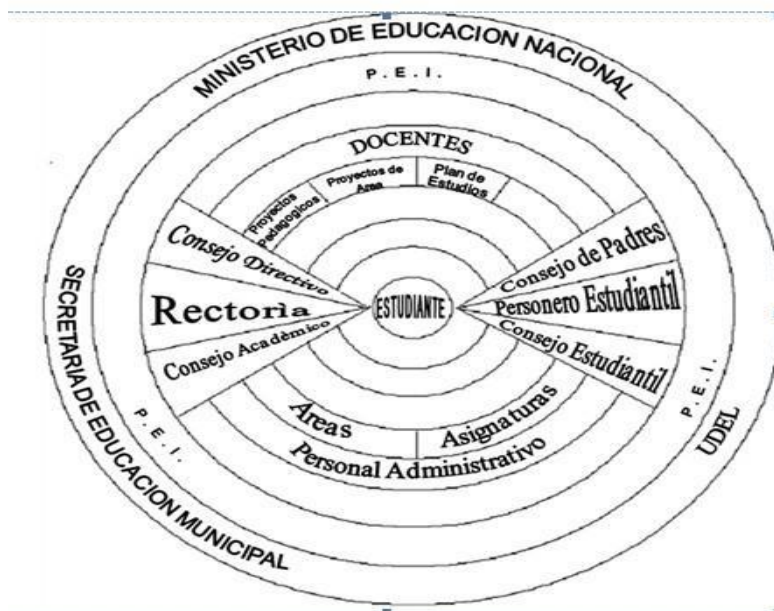 MINISTERIO DE EDUCACION NACIONAL
P.E.I.
DOCENTES
Proyectos Pedagogicos
Proyectos de Area
Plan de Estudios
Consejo Directivo
Rectorìa
Consejo Acadèmico
ESTUDIANTE
Consejo de Padres
Personero Estudiantil
Consejo Estudiantil
Areas
Asignaturas
Personal Administrativo
P.E.I.
P.E.I.
SECRETARIA DE EDUCACION MUNICIPAL
UDEL